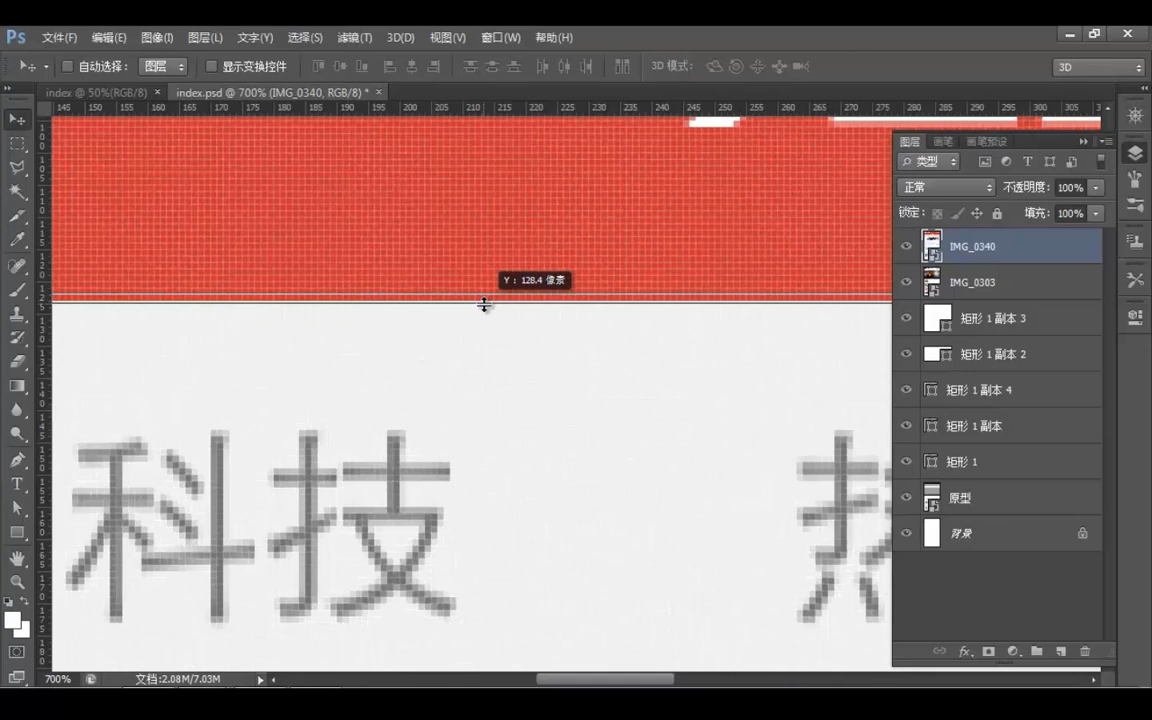 Ps 文件(F) 编辑(E) 图像(I) 图层(L) 文字(Y) 选择(S) 滤镜(T) 3D(D) 视图(V) 窗口(W) 帮助(H)
自动选择： 图层 显示变换控件 3D 模式： 3D
index @ 50%(RGB/8) × index.psd @ 700% (IMG_0340, RGB/8) * ×
145 150 155 160 165 170 175 180 185 190 195 200 205 210 215 220 225 230 235 240 245 250 255 260 265 270 275 280 285 290 295 300 305
图层 画笔 画笔预设
类型
正常 不透明度： 100%
锁定： 填充： 100%
IMG_0340
Y： 128.4 像素
IMG_0303
矩形 1 副本 3
矩形 1 副本 2
矩形 1 副本 4
矩形 1 副本
矩形 1
原型
背景
科技
700% 文档:2.08M/7.03M